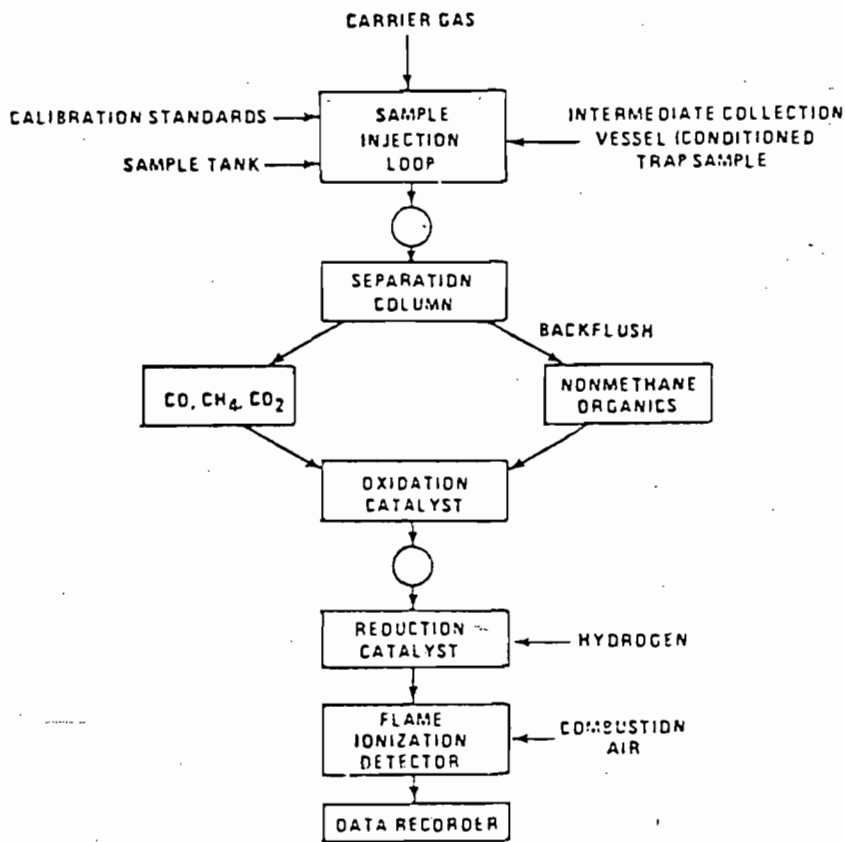 CARRIER GAS
CALIBRATION STANDARDS
SAMPLE TANK
SAMPLE
INJECTION
LOOP
INTERMEDIATE COLLECTION
VESSEL (CONDITIONED
TRAP SAMPLE
SEPARATION
COLUMN
BACKFLUSH
CO, CH₄, CO₂
NONMETHANE
ORGANICS
OXIDATION
CATALYST
REDUCTION
CATALYST
HYDROGEN
FLAME
IONIZATION
DETECTOR
COMBUSTION
AIR
DATA RECORDER